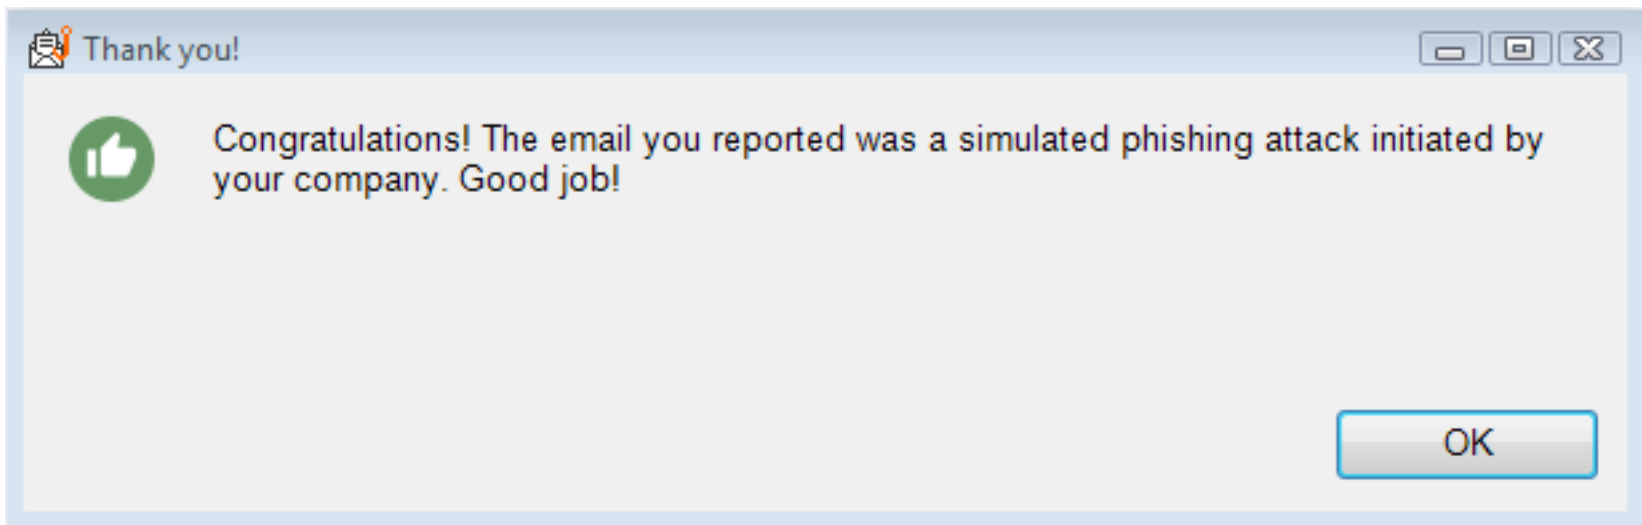 Thank you!
Congratulations! The email you reported was a simulated phishing attack initiated by
your company. Good job!
OK